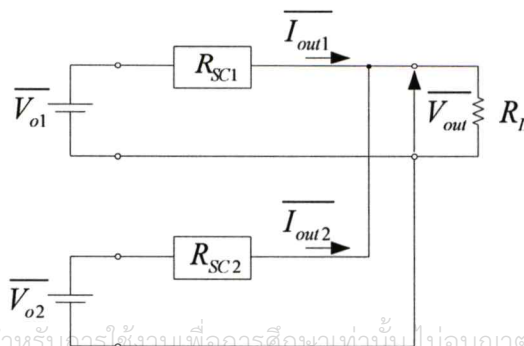 I_out1
R_SC1
V_o1
V_out
R_L
I_out2
R_SC2
V_o2
สำหรับการใช้งานเพื่อการศึกษาเท่านั้น ไม่อนุญาต